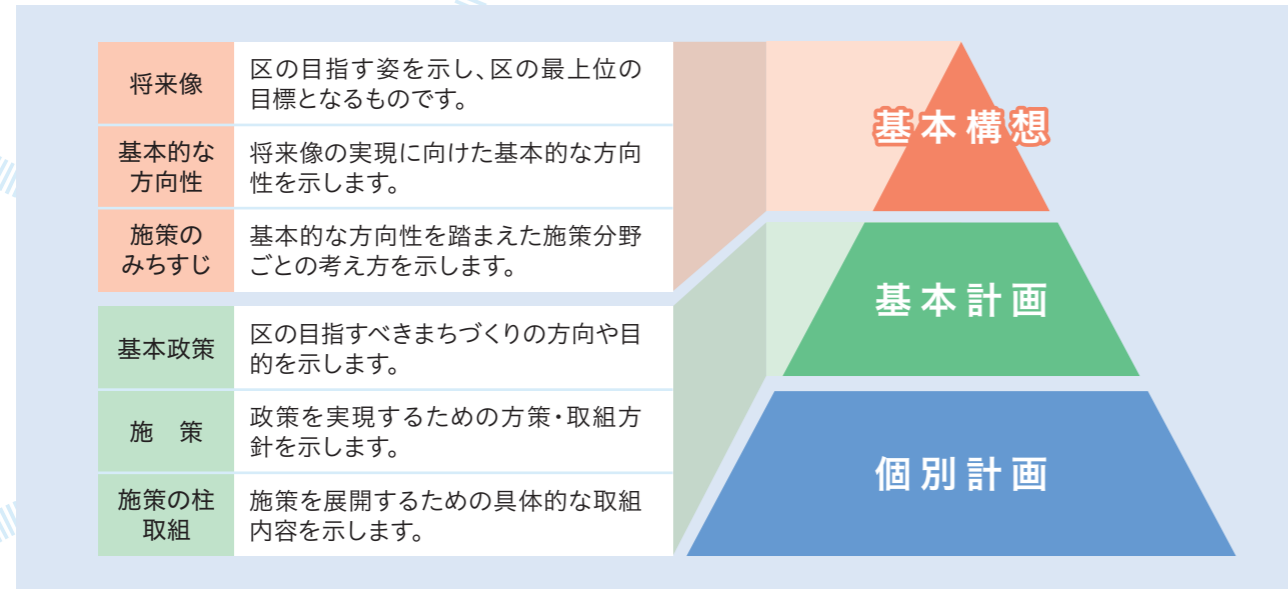 将来像
区の目指す姿を示し、区の最上位の
目標となるものです。
基本的な
方向性
将来像の実現に向けた基本的な方向
性を示します。
施策の
みちすじ
基本的な方向性を踏まえた施策分野
ごとの考え方を示します。
基本政策
区の目指すべきまちづくりの方向や目
的を示します。
施　策
政策を実現するための方策・取組方
針を示します。
施策の柱
取組
施策を展開するための具体的な取組
内容を示します。
基本構想
基本計画
個別計画